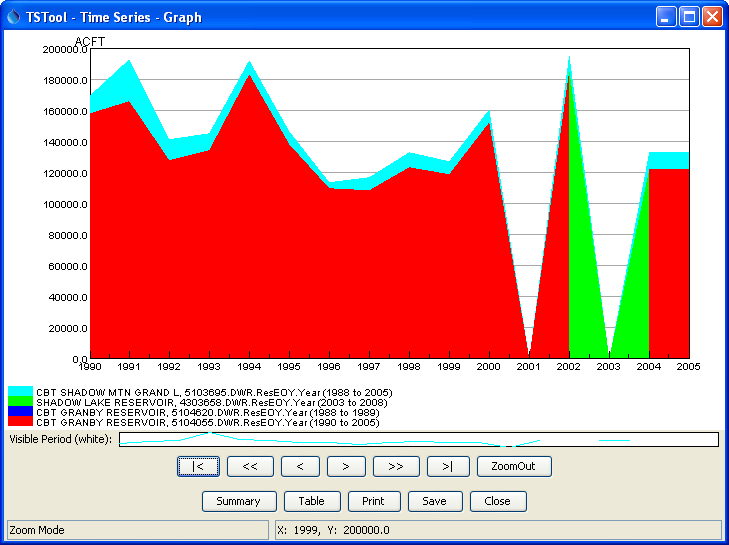 TSTool - Time Series - Graph
ACFT
200000.0
180000.0
160000.0
140000.0
120000.0
100000.0
80000.0
60000.0
40000.0
20000.0
0.0
1990 1991 1992 1993 1994 1995 1996 1997 1998 1999 2000 2001 2002 2003 2004 2005
CBT SHADOW MTN GRAND L, 5103695.DWR.ResEOY.Year (1988 to 2005)
SHADOW LAKE RESERVOIR, 4303658.DWR.ResEOY.Year (2003 to 2008)
CBT GRANBY RESERVOIR, 5104620.DWR.ResEOY.Year (1988 to 1989)
CBT GRANBY RESERVOIR, 5104055.DWR.ResEOY.Year (1990 to 2005)
Visible Period (white):
|< << < > >> >| ZoomOut
Summary Table Print Save Close
Zoom Mode X: 1999, Y: 200000.0